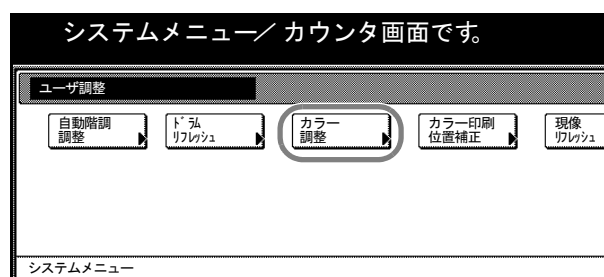 システムメニュー／カウンタ画面です。
ユーザ調整
自動階調
調整
ドラム
リフレッシュ
カラー
調整
カラー印刷
位置補正
現像
リフレッシュ
システムメニュー